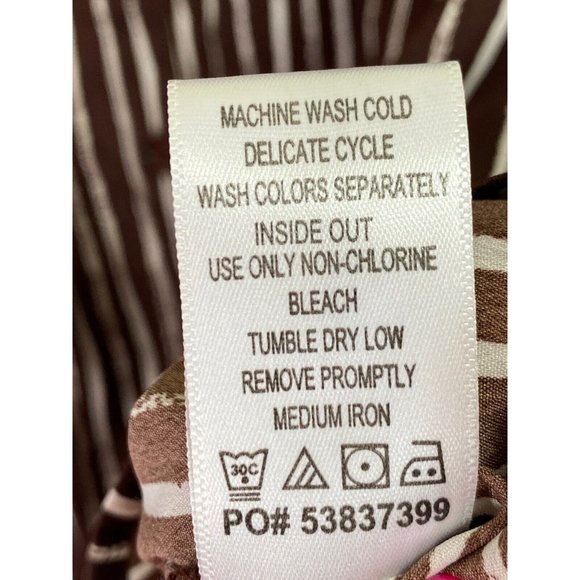 MACHINE WASH COLD
DELICATE CYCLE
WASH COLORS SEPARATELY
INSIDE OUT
USE ONLY NON-CHLORINE
BLEACH
TUMBLE DRY LOW
REMOVE PROMPTLY
MEDIUM IRON
30C
PO# 53837399